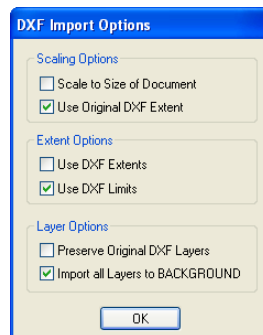 DXF Import Options
Scaling Options
Scale to Size of Document
Use Original DXF Extent
Extent Options
Use DXF Extents
Use DXF Limits
Layer Options
Preserve Original DXF Layers
Import all Layers to BACKGROUND
OK